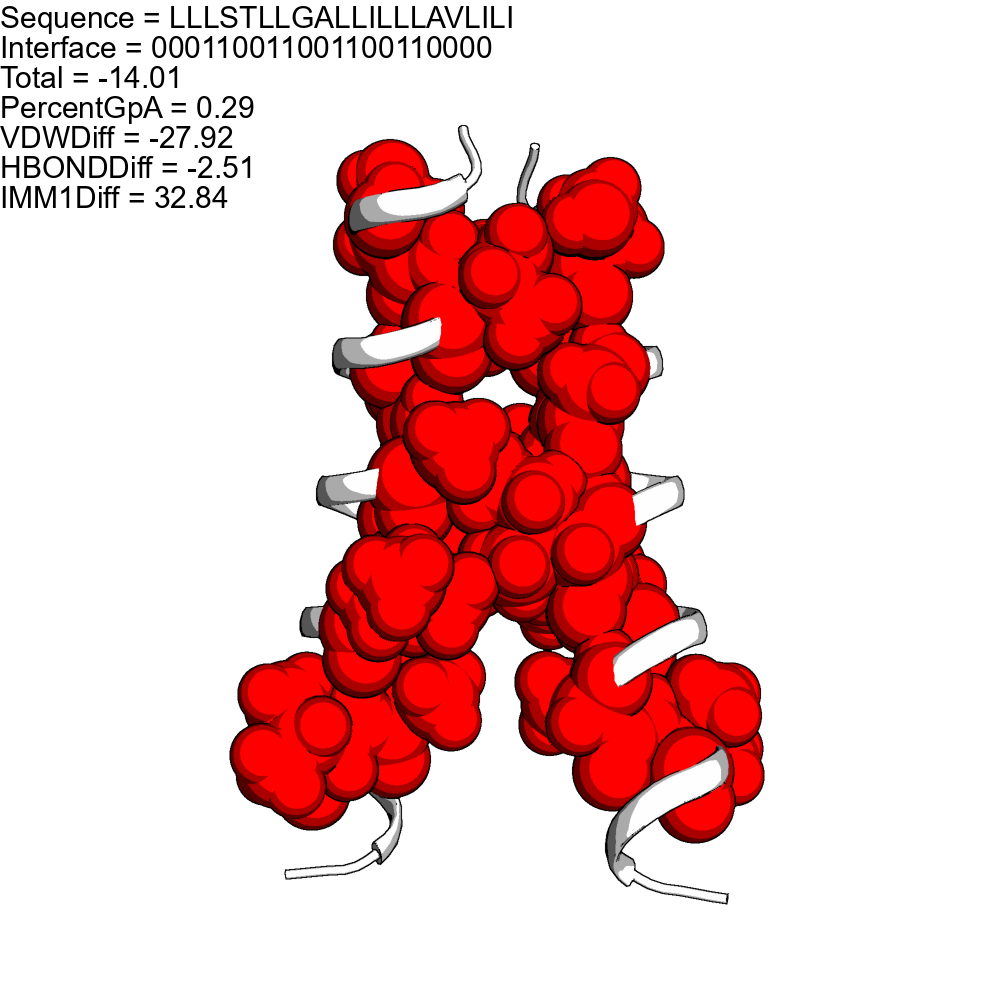 Sequence = LLLSTLLGALLILLLAVLILI
Interface = 000110011001100110000
Total = -14.01
PercentGpA = 0.29
VDWDiff = -27.92
HBONDDiff = -2.51
IMM1Diff = 32.84